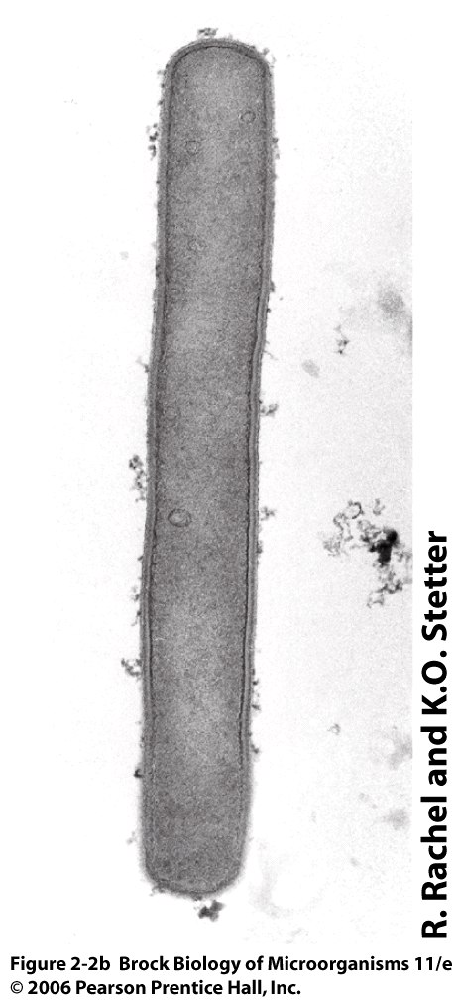 R. Rachel and K.O. Stetter
Figure 2-2b Brock Biology of Microorganisms 11/e
© 2006 Pearson Prentice Hall, Inc.